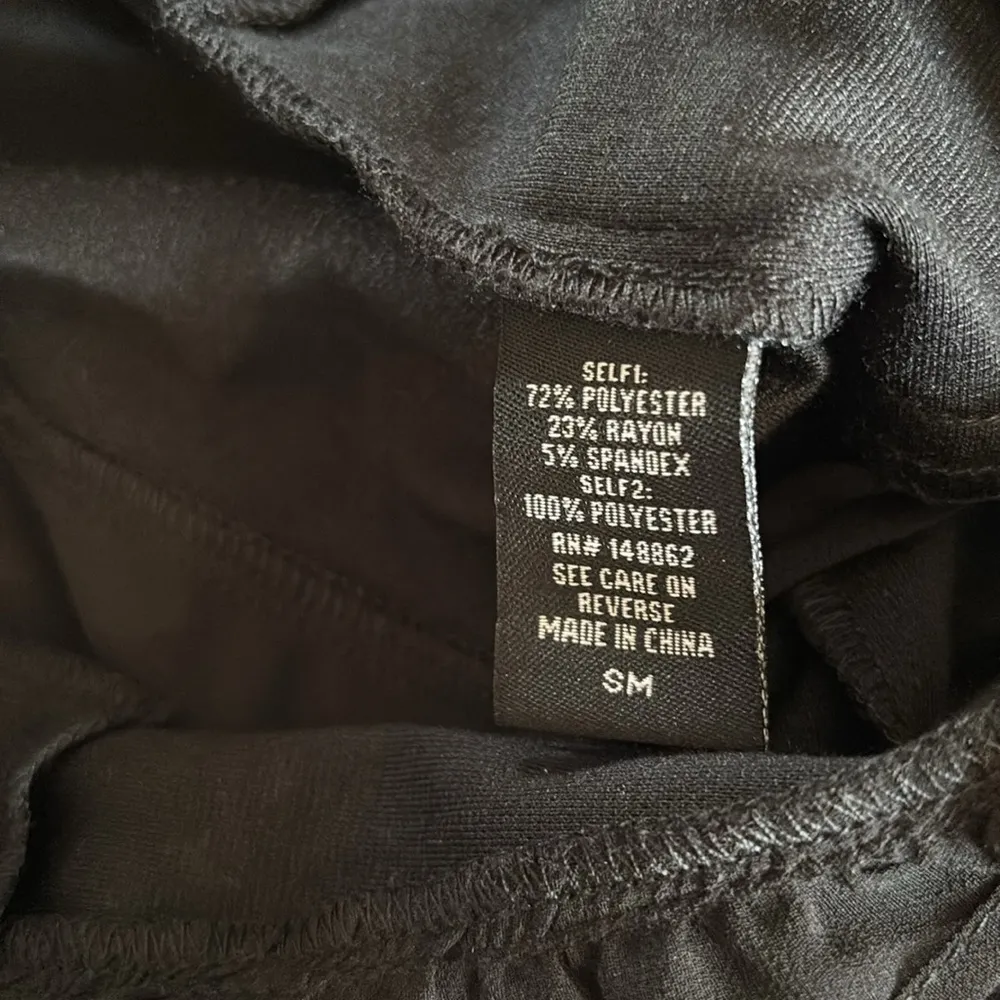 SELF1:
72% POLYESTER
23% RAYON
5% SPANDEX
SELF2:
100% POLYESTER
RN# 148862
SEE CARE ON
REVERSE
MADE IN CHINA
SM